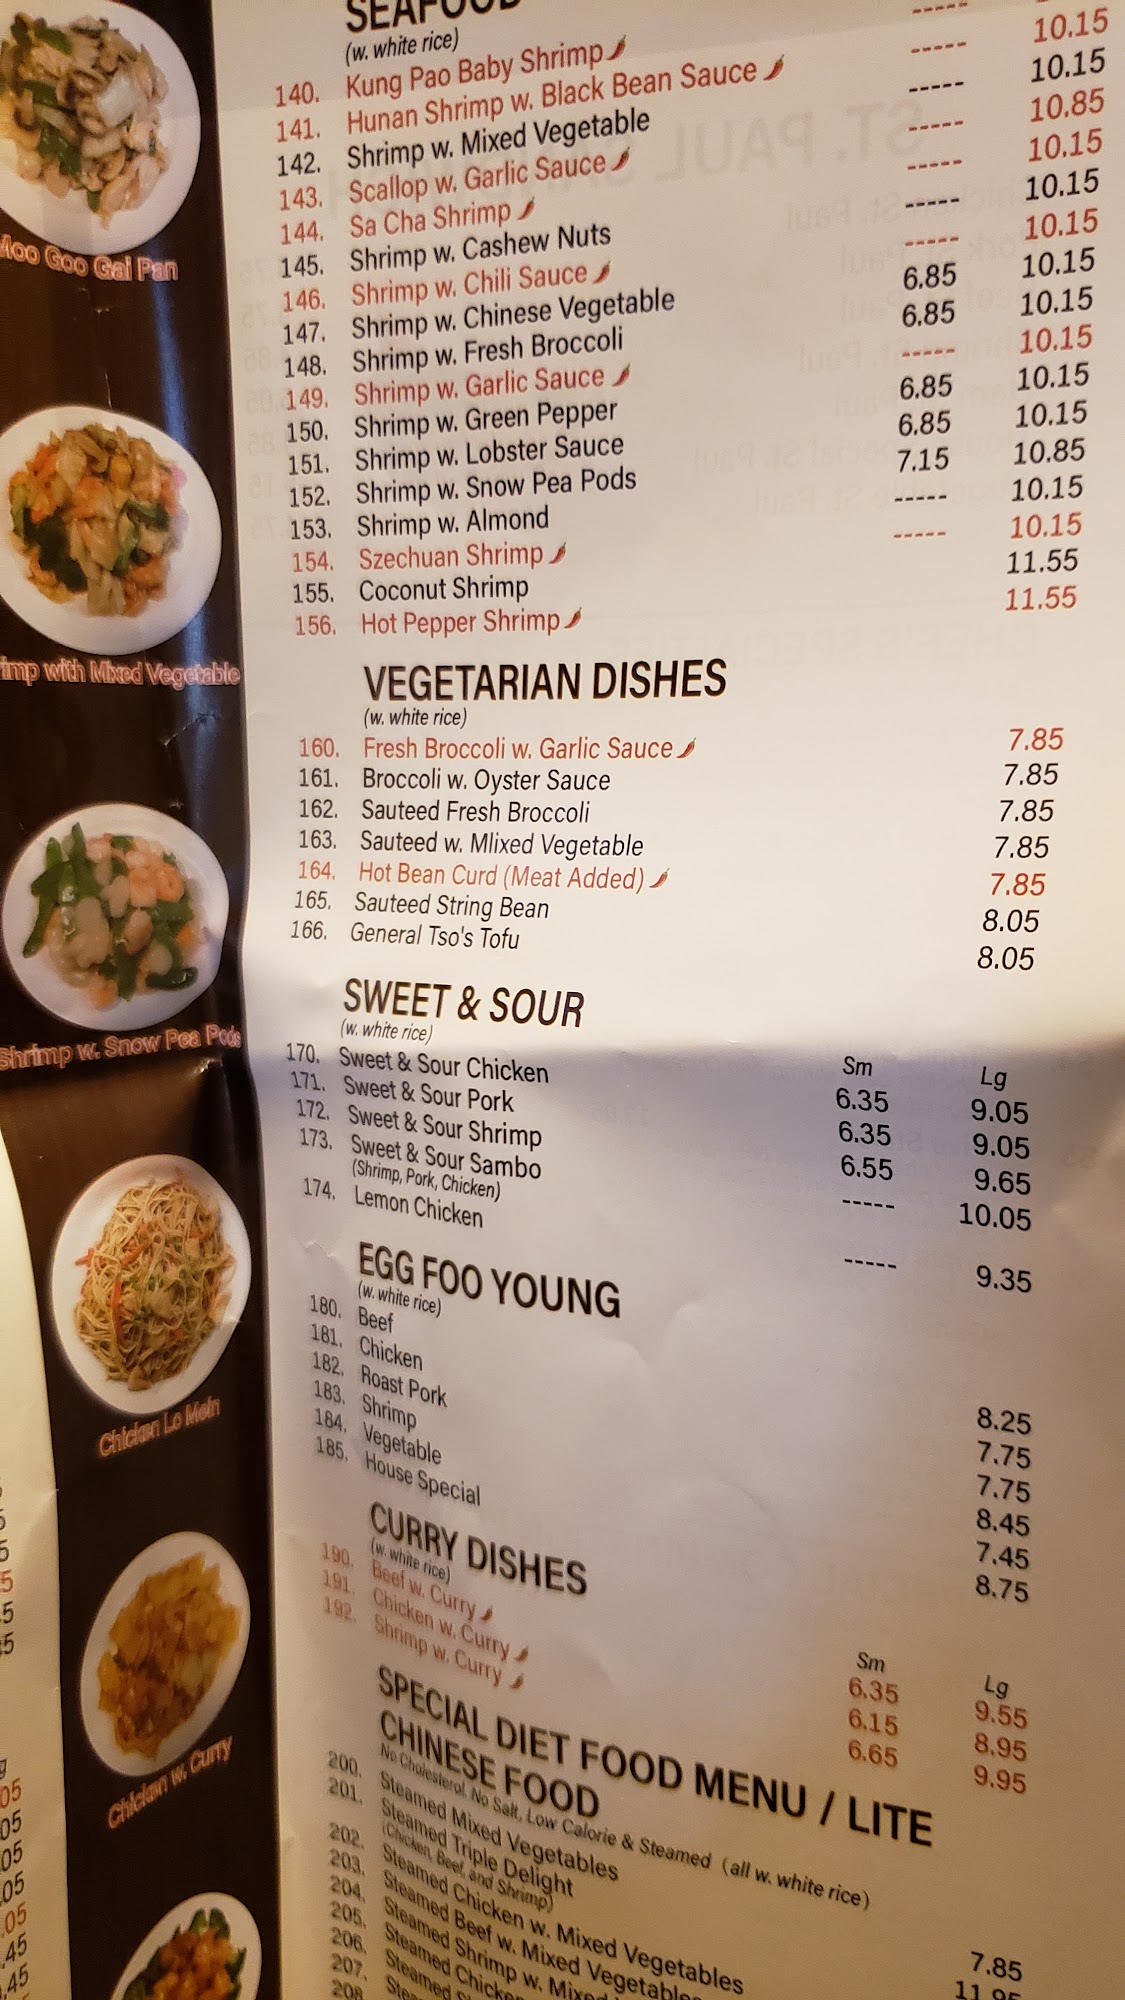 SEAFOOD
(w. white rice)
140. Kung Pao Baby Shrimp -----
141. Hunan Shrimp w. Black Bean Sauce ----- 10.15
142. Shrimp w. Mixed Vegetable ----- 10.15
143. Scallop w. Garlic Sauce ----- 10.85
144. Sa Cha Shrimp ----- 10.15
145. Shrimp w. Cashew Nuts ----- 10.15
146. Shrimp w. Chili Sauce ----- 10.15
147. Shrimp w. Chinese Vegetable 6.85 10.15
148. Shrimp w. Fresh Broccoli 6.85 10.15
149. Shrimp w. Garlic Sauce ----- 10.15
150. Shrimp w. Green Pepper 6.85 10.15
151. Shrimp w. Lobster Sauce 6.85 10.15
152. Shrimp w. Snow Pea Pods 7.15 10.85
153. Shrimp w. Almond ----- 10.15
154. Szechuan Shrimp ----- 10.15
155. Coconut Shrimp 11.55
156. Hot Pepper Shrimp 11.55
VEGETARIAN DISHES
(w. white rice)
160. Fresh Broccoli w. Garlic Sauce 7.85
161. Broccoli w. Oyster Sauce 7.85
162. Sauteed Fresh Broccoli 7.85
163. Sauteed w. Mlixed Vegetable 7.85
164. Hot Bean Curd (Meat Added) 7.85
165. Sauteed String Bean 8.05
166. General Tso's Tofu 8.05
SWEET & SOUR
(w. white rice)
Sm Lg
170. Sweet & Sour Chicken 6.35 9.05
171. Sweet & Sour Pork 6.35 9.05
172. Sweet & Sour Shrimp 6.55 9.65
173. Sweet & Sour Sambo ----- 10.05
(Shrimp, Pork, Chicken)
174. Lemon Chicken ----- 9.35
EGG FOO YOUNG
(w. white rice)
180. Beef 8.25
181. Chicken 7.75
182. Roast Pork 7.75
183. Shrimp 8.45
184. Vegetable 7.45
185. House Special 8.75
CURRY DISHES
(w. white rice)
Sm Lg
190. Beef w. Curry 6.35 9.55
191. Chicken w. Curry 6.15 8.95
192. Shrimp w. Curry 6.65 9.95
SPECIAL DIET FOOD MENU / LITE
CHINESE FOOD
No Cholesterol, No Salt, Low Calorie & Steamed (all w. white rice)
200. Steamed Mixed Vegetables 7.85
201. Steamed Triple Delight 11.95
(Chicken, Beef, and Shrimp)
202. Steamed Chicken w. Mixed Vegetables
203. Steamed Beef w. Mixed Vegetables
204. Steamed Shrimp w. Mixed
205. Steamed Chicken
206. Steamed
207.
208
Moo Goo Gai Pan
imp with Mixed Vegetable
Shrimp w. Snow Pea Pods
Chicken Lo Mein
Chicken w. Curry